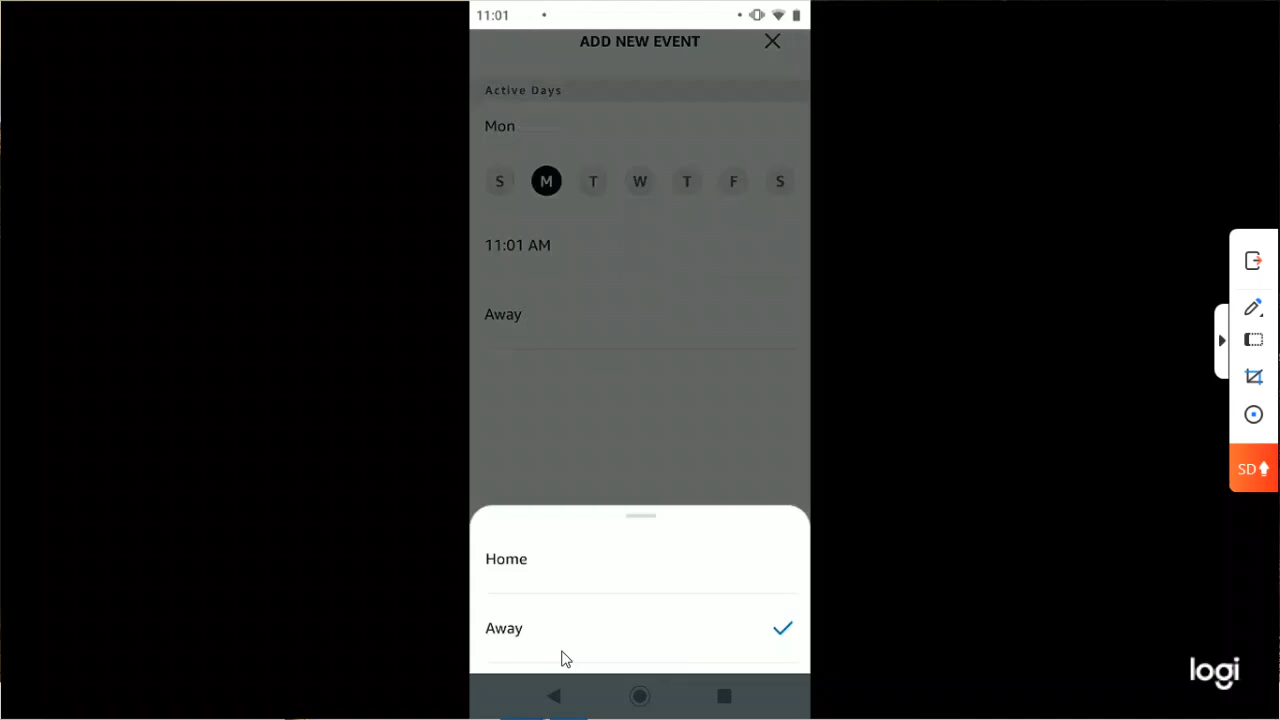 11:01
ADD NEW EVENT
Active Days
Mon
S M T W T F S
11:01 AM
Away
Home
Away
SD
logi